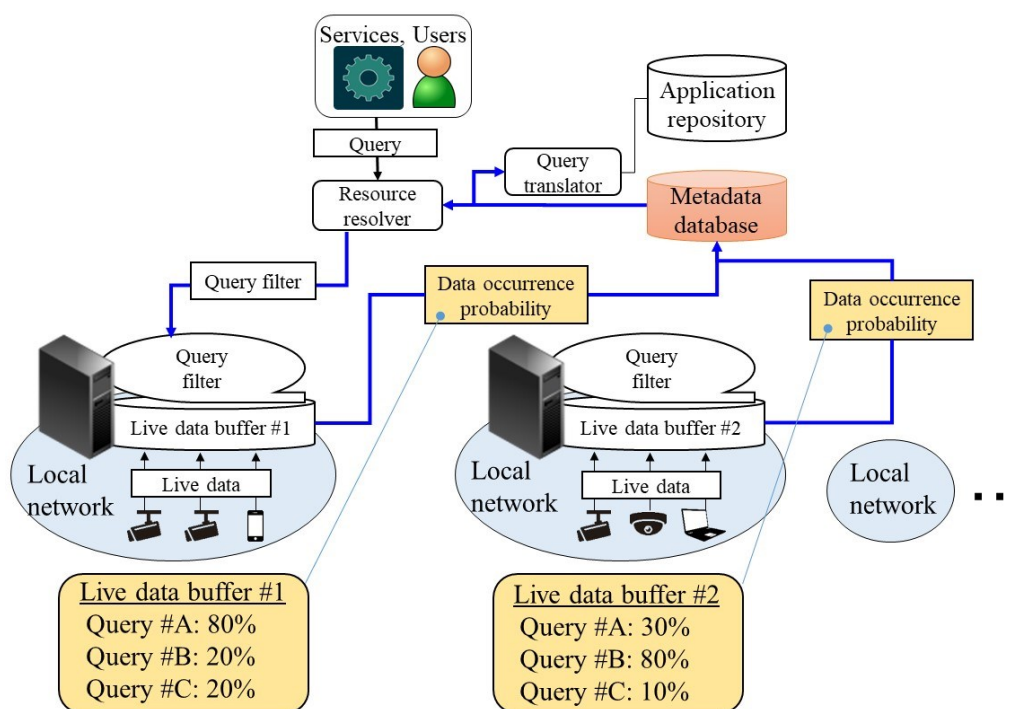 Services, Users
Query
Application
repository
Query
translator
Resource
resolver
Metadata
database
Query filter
Data occurrence
probability
Data occurrence
probability
Query
filter
Live data buffer #1
Local
network
Live data
Query
filter
Live data buffer #2
Local
network
Live data
Local
network
Live data buffer #1
Query #A: 80%
Query #B: 20%
Query #C: 20%
Live data buffer #2
Query #A: 30%
Query #B: 80%
Query #C: 10%